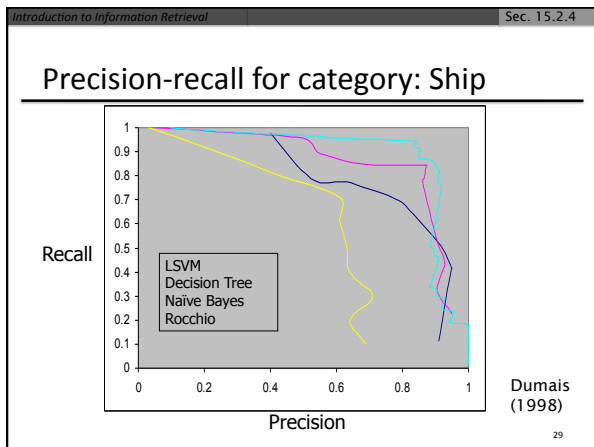 Introduction to Information Retrieval
Sec. 15.2.4
Precision-recall for category: Ship
1
0.9
0.8
0.7
0.6
0.5
0.4
0.3
0.2
0.1
0
Recall
LSVM
Decision Tree
Naïve Bayes
Rocchio
0 0.2 0.4 0.6 0.8 1
Precision
Dumais
(1998)
29